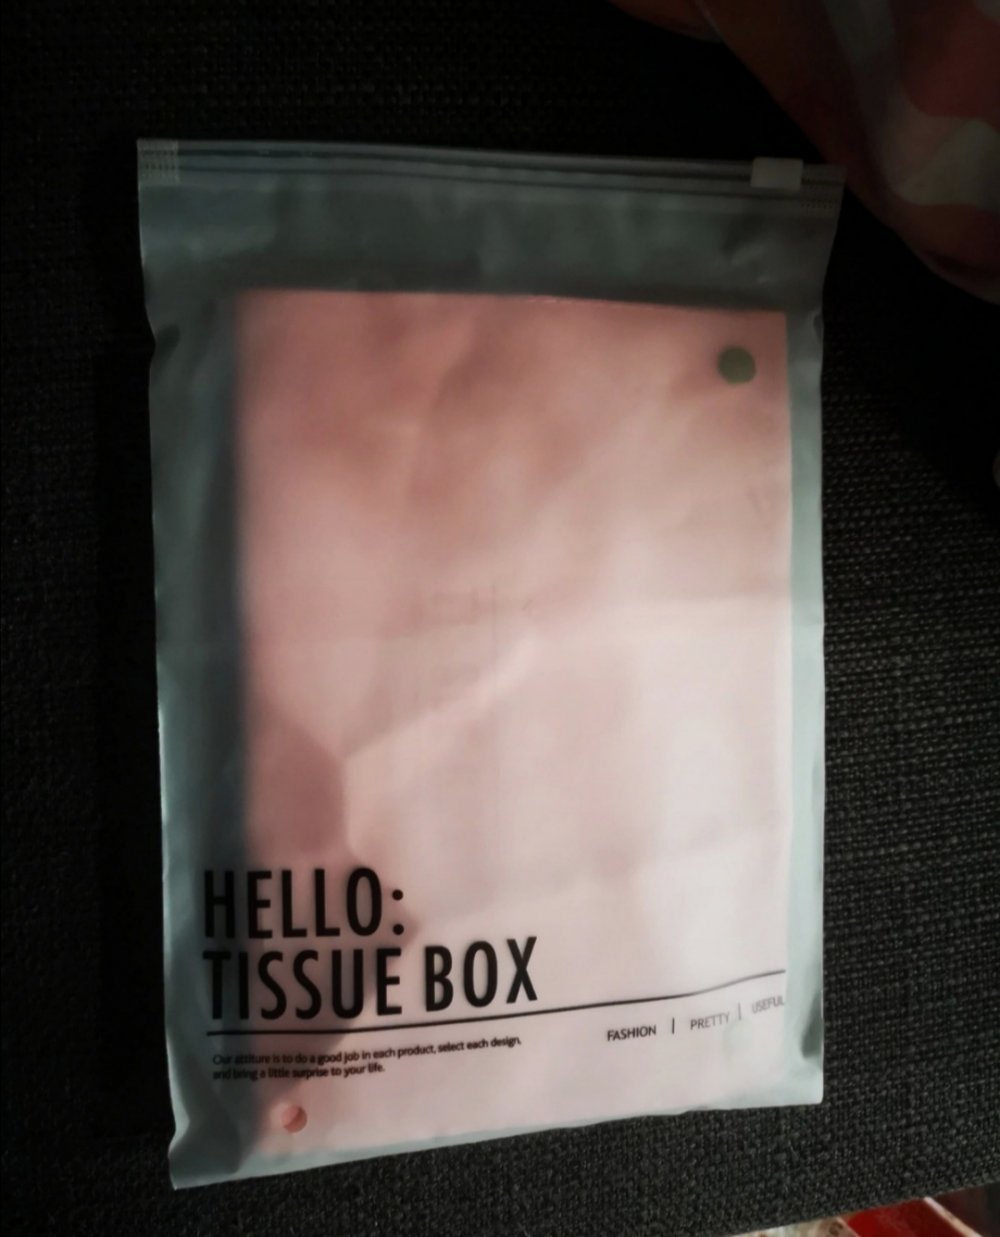 HELLO:
TISSUE BOX
FASHION | PRETTY | USEFUL
Our attiture is to do a good job in each product, select each design,
and bring a little surprise to your life.